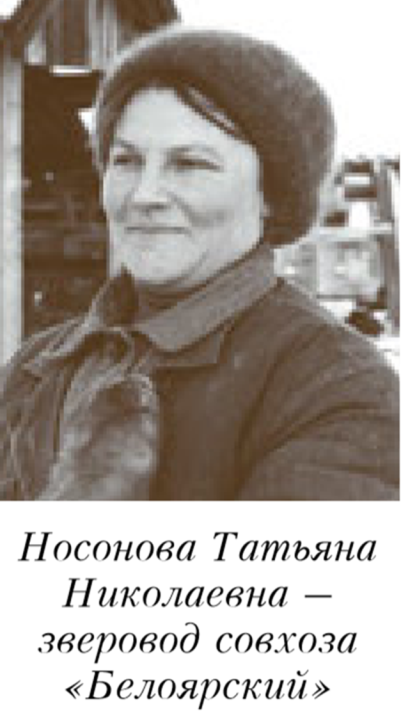 Носонова Татьяна
Николаевна –
зверовод совхоза
«Белоярский»